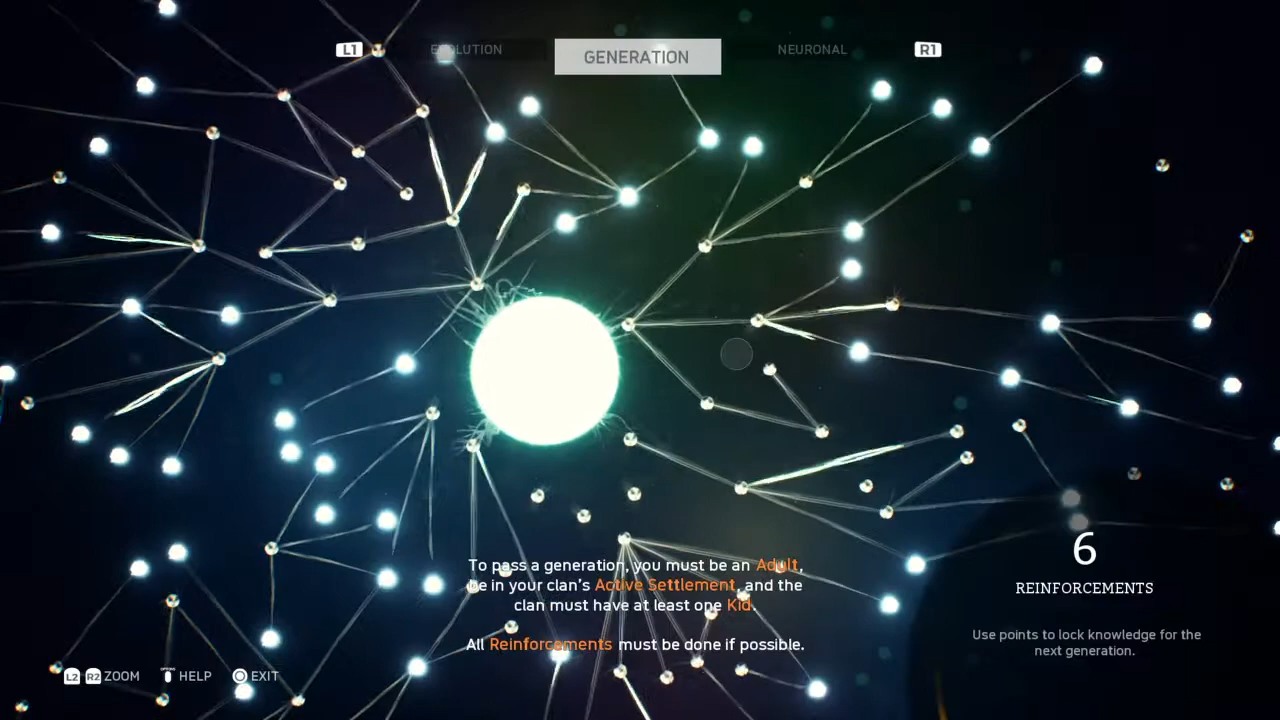 L1 EVOLUTION GENERATION NEURONAL R1
To pass a generation, you must be an Adult,
be in your clan's Active Settlement, and the
clan must have at least one Kid.
All Reinforcements must be done if possible.
6
REINFORCEMENTS
Use points to lock knowledge for the
next generation.
L2 R2 ZOOM OPTIONS HELP EXIT